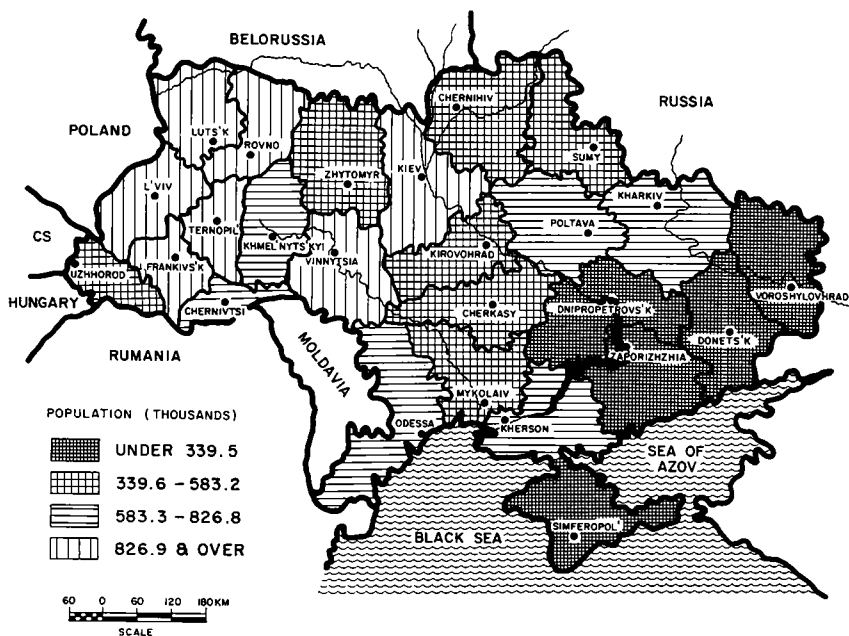 BELORUSSIA
RUSSIA
POLAND
CHERNIHIV
SUMY
LUTS'K
ROVNO
ZHYTOMYR
KIEV
KHARKIV
L'VIV
POLTAVA
TERNOPIL
KHMEL'NYTS'KYI
CS
FRANKIVS'K
VINNYTSIA
KIROVOHRAD
UZHHOROD
VOROSHYLOVHRAD
HUNGARY
CHERNIVTSI
CHERKASY
DNIPROPETROVS'K
DONETS'K
RUMANIA
ZAPORIZHZHIA
MOLDAVIA
MYKOLAIV
ODESSA
KHERSON
SEA OF
AZOV
BLACK SEA
SIMFEROPOL'
POPULATION (THOUSANDS)
UNDER 339.5
339.6 - 583.2
583.3 - 826.8
826.9 & OVER
60 0 60 120 180 KM
SCALE